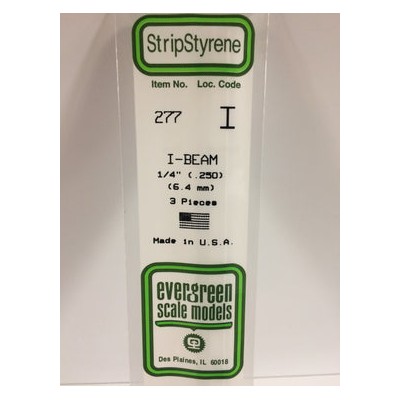 StripStyrene
Item No. Loc. Code
277 I
I-BEAM
1/4" (.250)
(6.4 mm)
3 Pieces
Made in U.S.A.
evergreen
scale models
Des Plaines, IL 60018